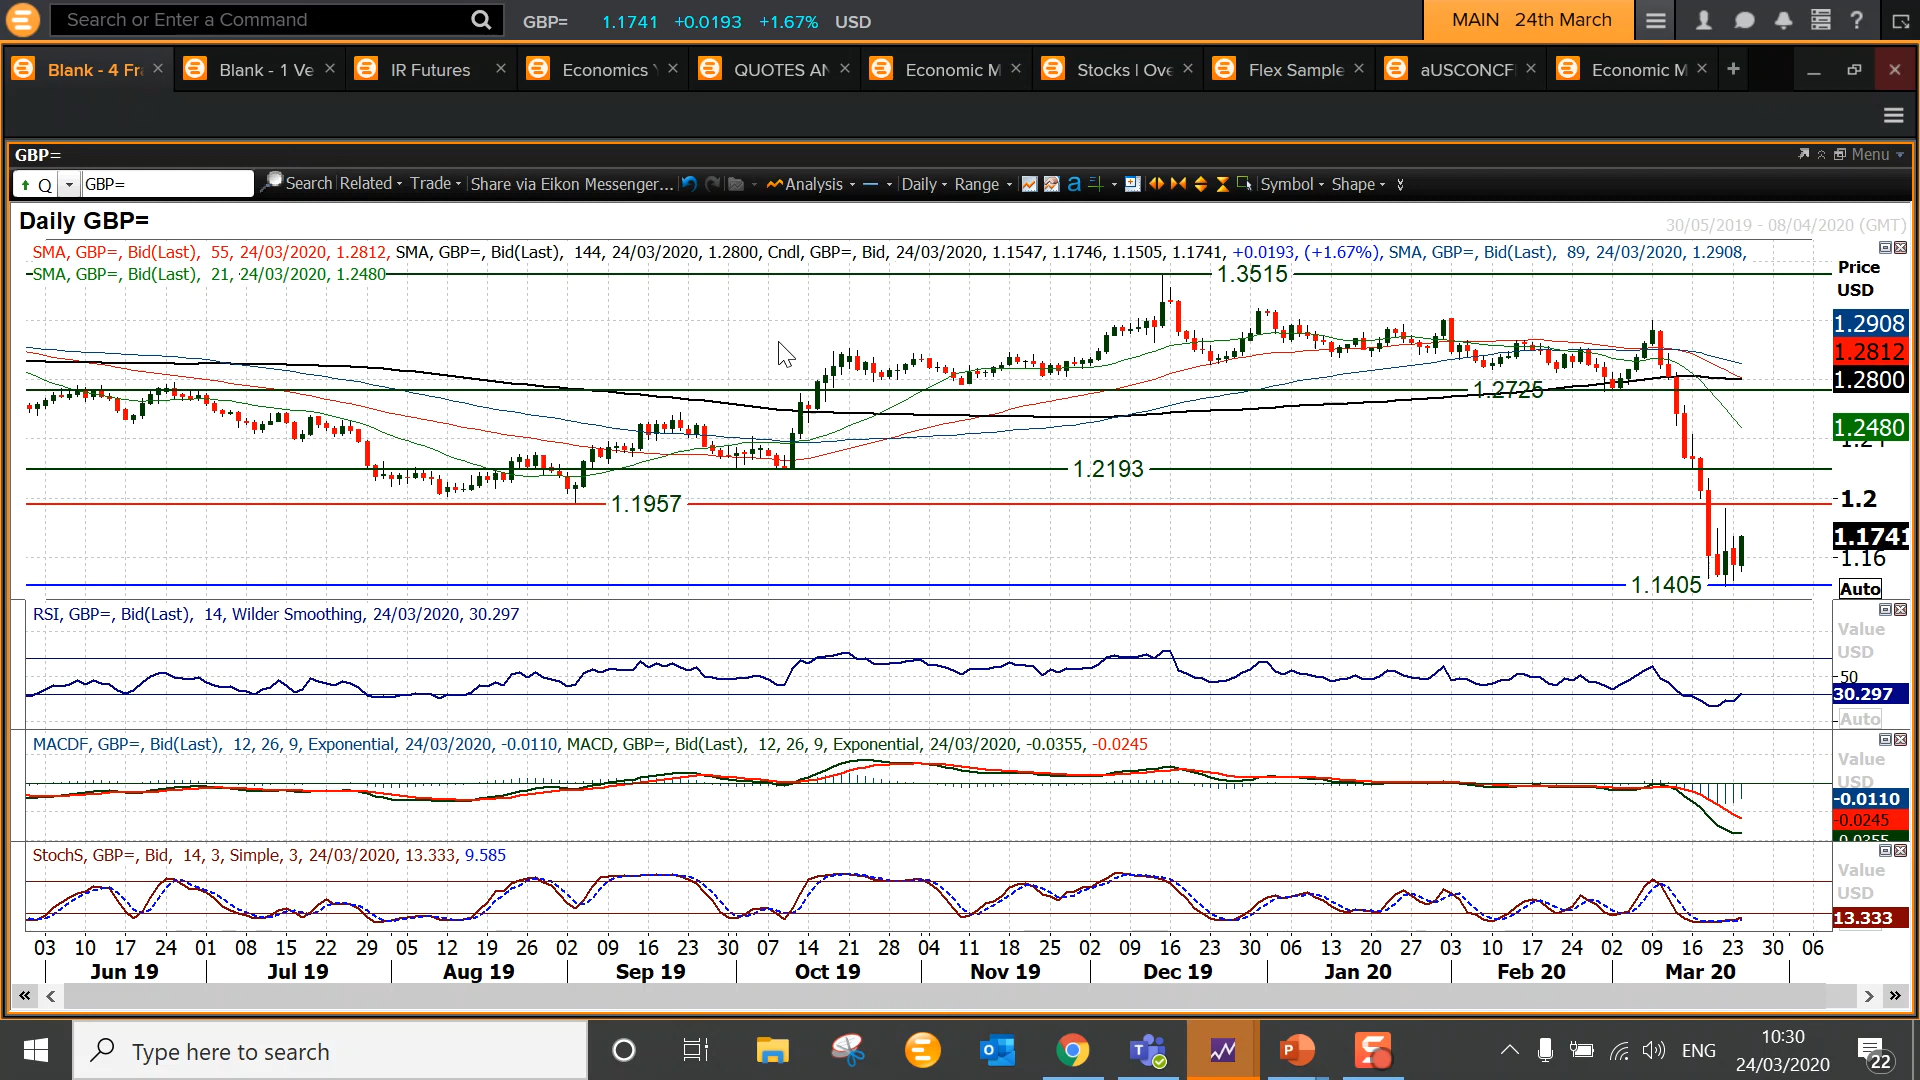 Search or Enter a Command GBP= 1.1741 +0.0193 +1.67% USD MAIN 24th March ?
Blank - 4 Fr Blank - 1 Ve IR Futures Economics QUOTES AN Economic M Stocks | Ove Flex Sample aUSCONCF Economic M
GBP= Menu
Q GBP= Search Related Trade Share via Eikon Messenger... Analysis Daily Range a Symbol Shape
Daily GBP=
30/05/2019 - 08/04/2020 (GMT)
SMA, GBP=, Bid(Last), 55, 24/03/2020, 1.2812, SMA, GBP=, Bid(Last), 144, 24/03/2020, 1.2800, Cndl, GBP=, Bid, 24/03/2020, 1.1547, 1.1746, 1.1505, 1.1741, +0.0193, (+1.67%), SMA, GBP=, Bid(Last), 89, 24/03/2020, 1.2908,
SMA, GBP=, Bid(Last), 21, 24/03/2020, 1.2480
1.3515
Price
USD
1.2908
1.2812
1.2800
1.2725
1.2480
1.24
1.2193
1.1957
1.2
1.1741
1.16
1.1405
Auto
RSI, GBP=, Bid(Last), 14, Wilder Smoothing, 24/03/2020, 30.297
Value
USD
50
30.297
Auto
MACDF, GBP=, Bid(Last), 12, 26, 9, Exponential, 24/03/2020, -0.0110, MACD, GBP=, Bid(Last), 12, 26, 9, Exponential, 24/03/2020, -0.0355, -0.0245
Value
USD
-0.0110
-0.0245
-0.0355
StochS, GBP=, Bid, 14, 3, Simple, 3, 24/03/2020, 13.333, 9.585
Value
USD
13.333
03 10 17 24 01 08 15 22 29 05 12 19 26 02 09 16 23 30 07 14 21 28 04 11 18 25 02 09 16 23 30 06 13 20 27 03 10 17 24 02 09 16 23 30 06
Jun 19 Jul 19 Aug 19 Sep 19 Oct 19 Nov 19 Dec 19 Jan 20 Feb 20 Mar 20
Type here to search ENG 10:30
24/03/2020 22